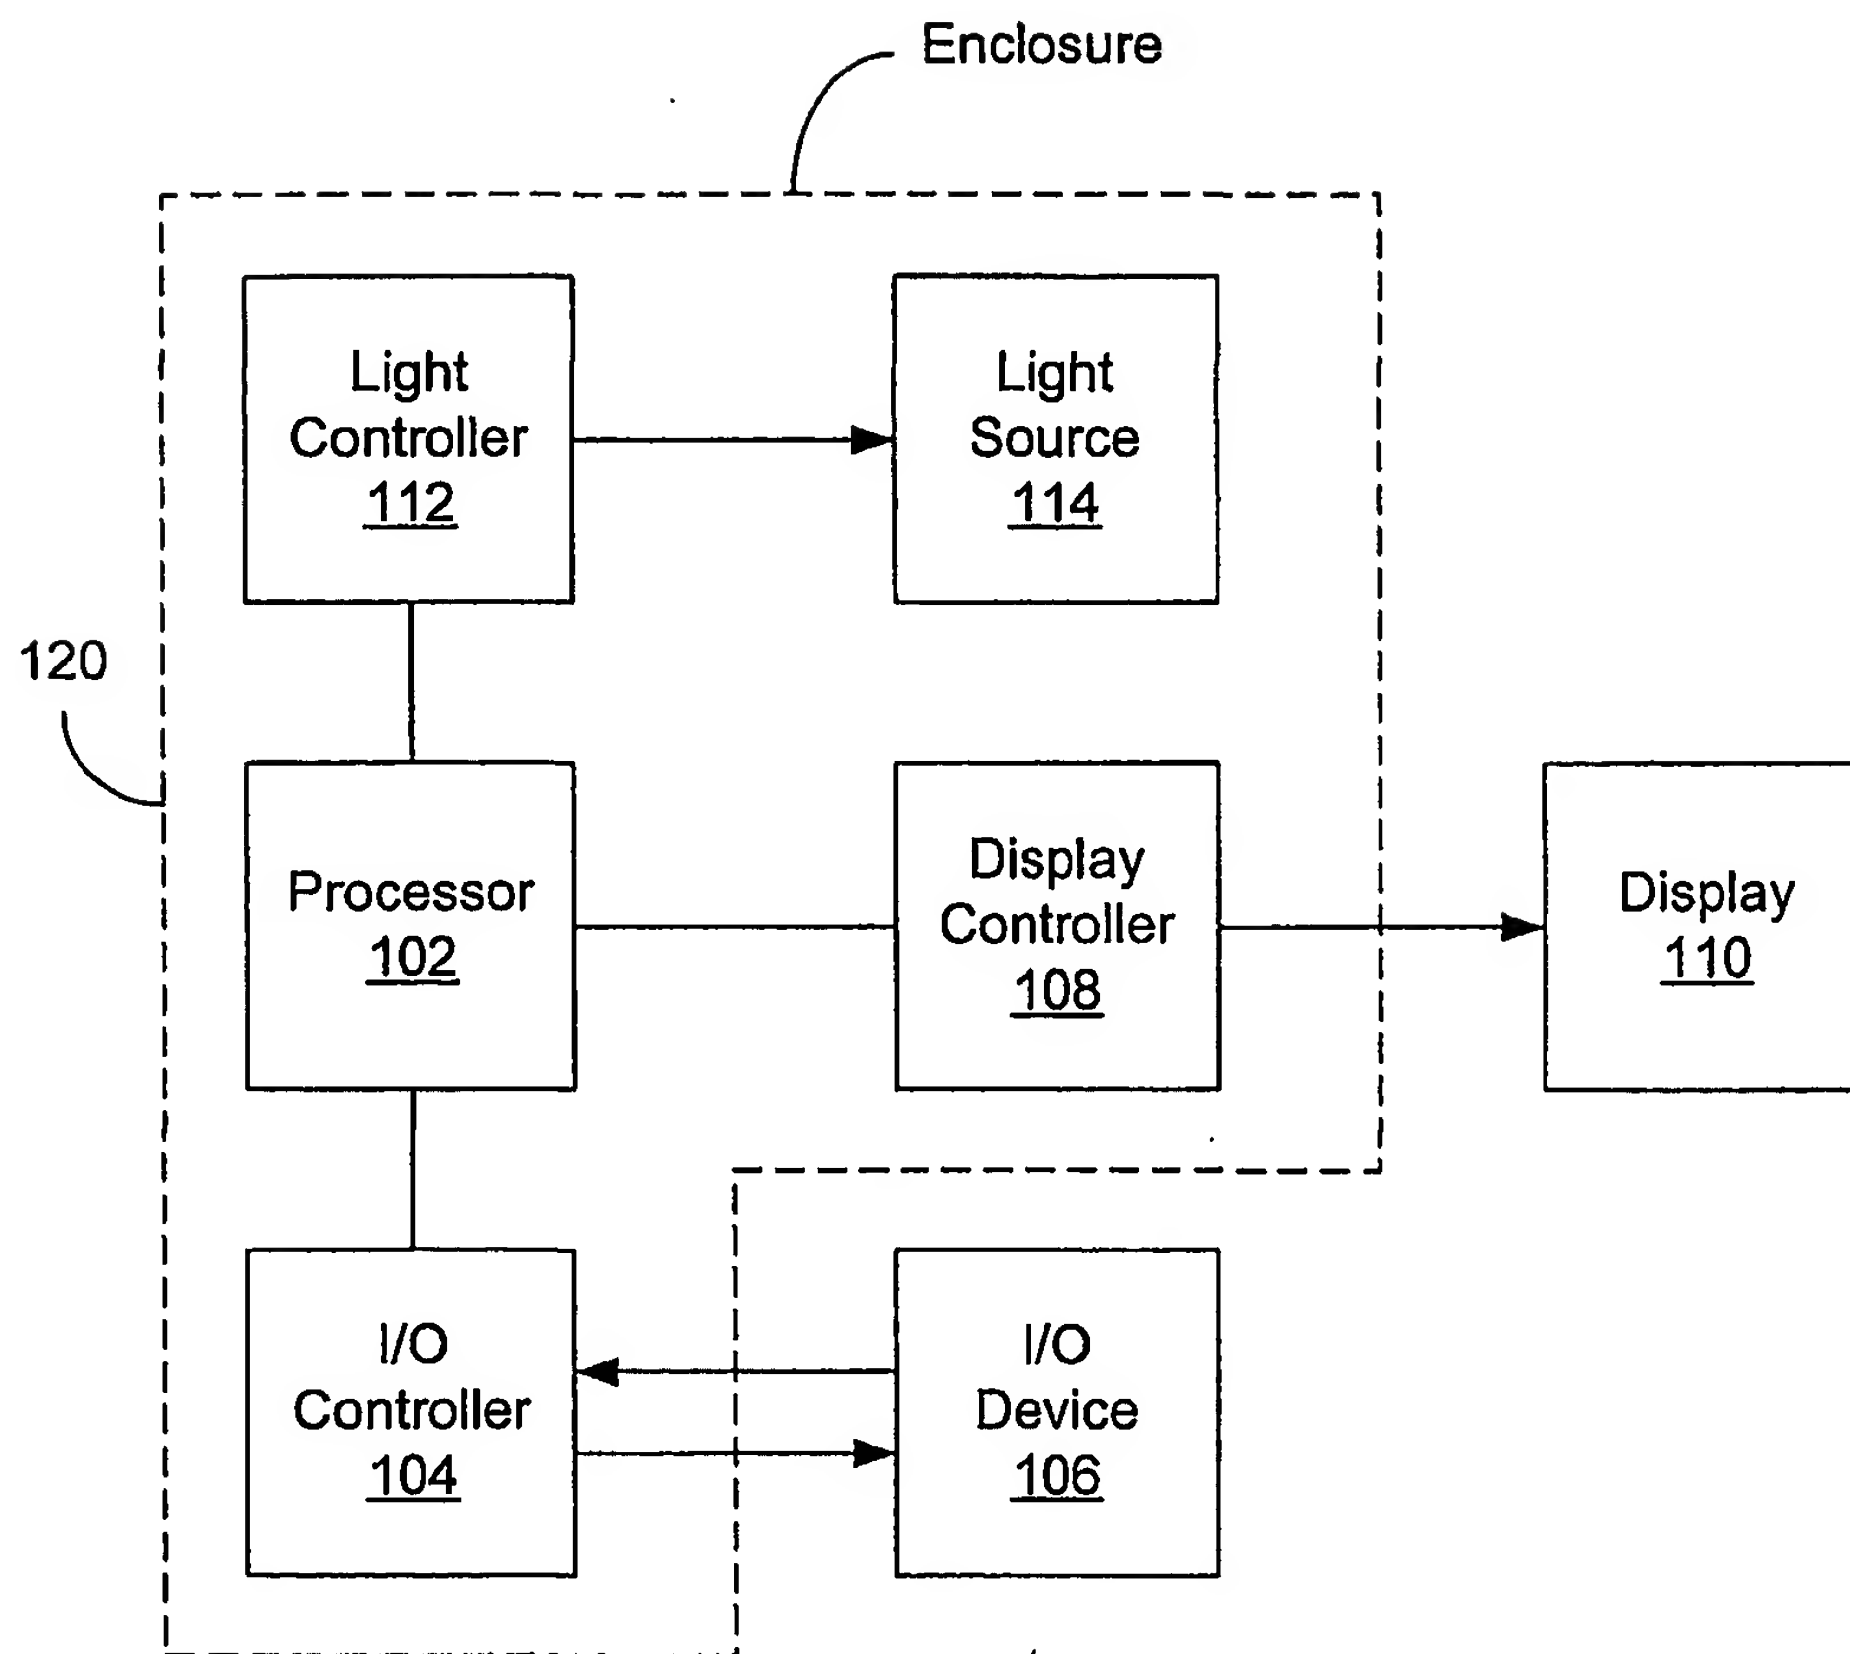 Enclosure
Light
Controller
112
Light
Source
114
120
Processor
102
Display
Controller
108
Display
110
I/O
Controller
104
I/O
Device
106